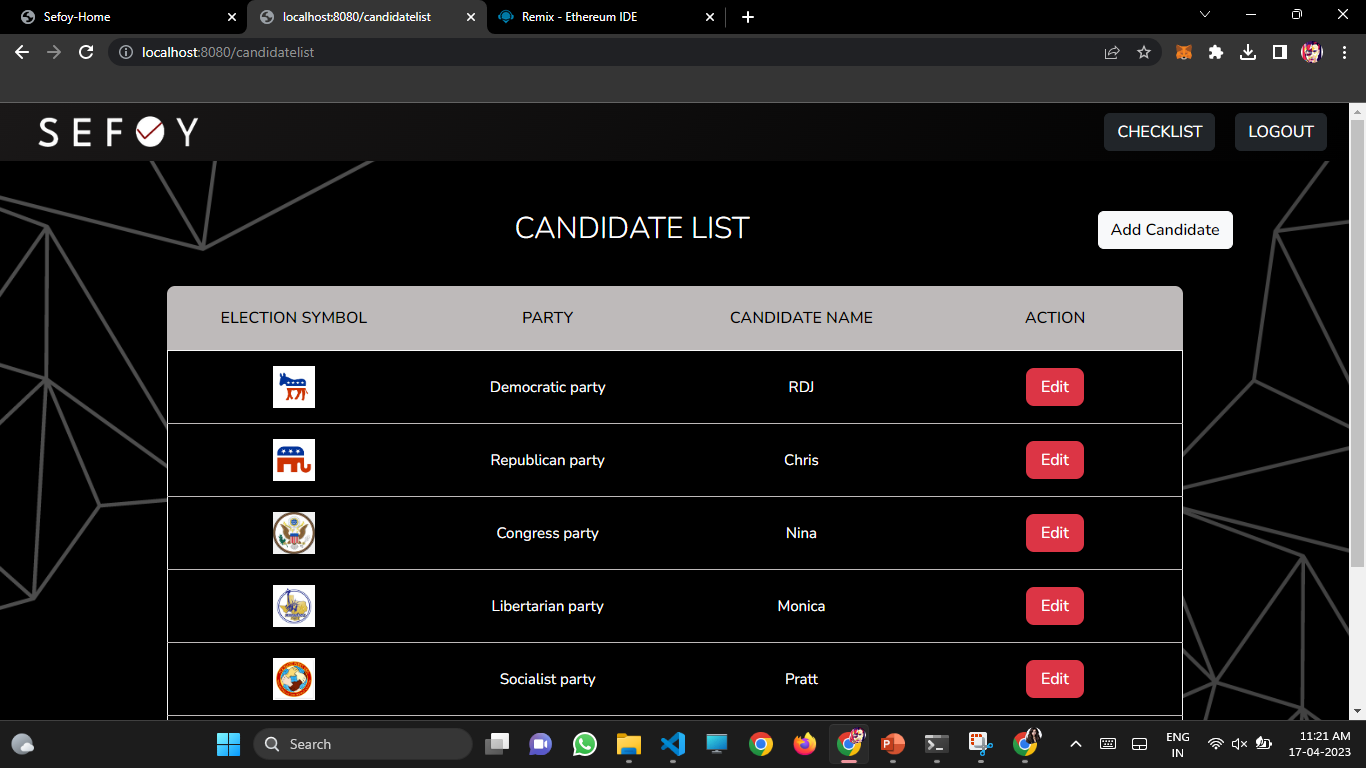 Sefoy-Home
localhost:8080/candidatelist
Remix - Ethereum IDE
localhost:8080/candidatelist
SEFOY
CHECKLIST
LOGOUT
CANDIDATE LIST
Add Candidate
ELECTION SYMBOL PARTY CANDIDATE NAME ACTION
Democratic party RDJ Edit
Republican party Chris Edit
Congress party Nina Edit
Libertarian party Monica Edit
Socialist party Pratt Edit
Search
ENG
IN
11:21 AM
17-04-2023